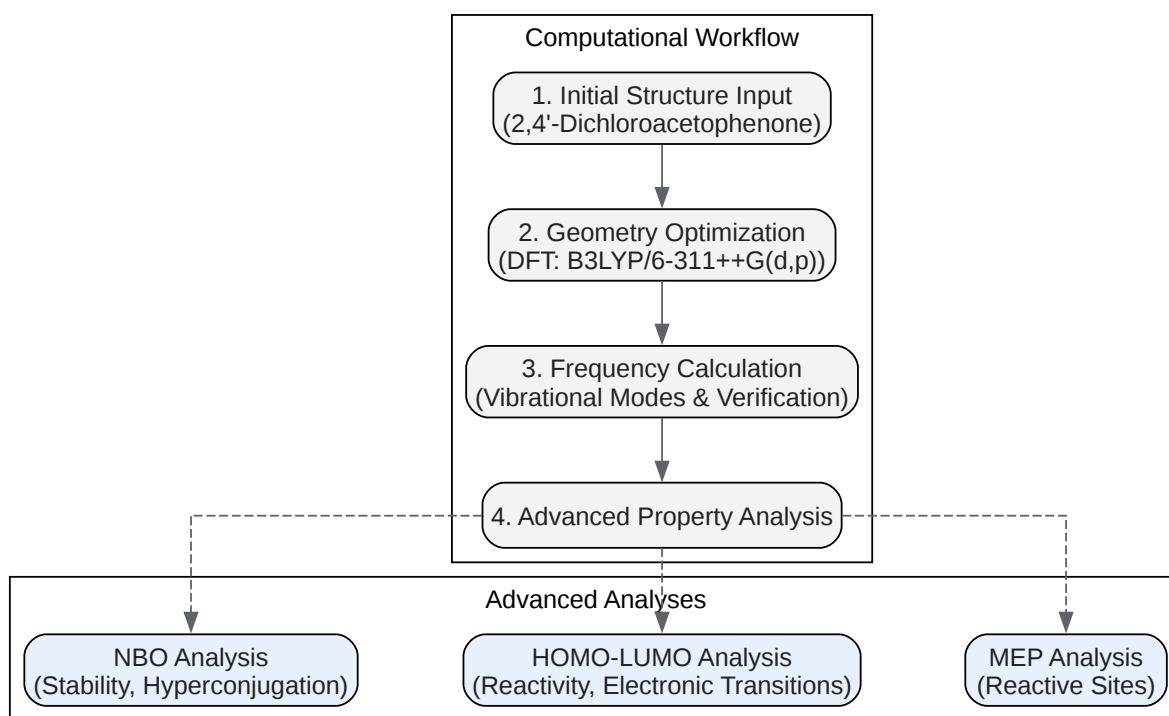 Computational Workflow
1. Initial Structure Input
(2,4'-Dichloroacetophenone)
2. Geometry Optimization
(DFT: B3LYP/6-311++G(d,p))
3. Frequency Calculation
(Vibrational Modes & Verification)
4. Advanced Property Analysis
Advanced Analyses
NBO Analysis
(Stability, Hyperconjugation)
HOMO-LUMO Analysis
(Reactivity, Electronic Transitions)
MEP Analysis
(Reactive Sites)